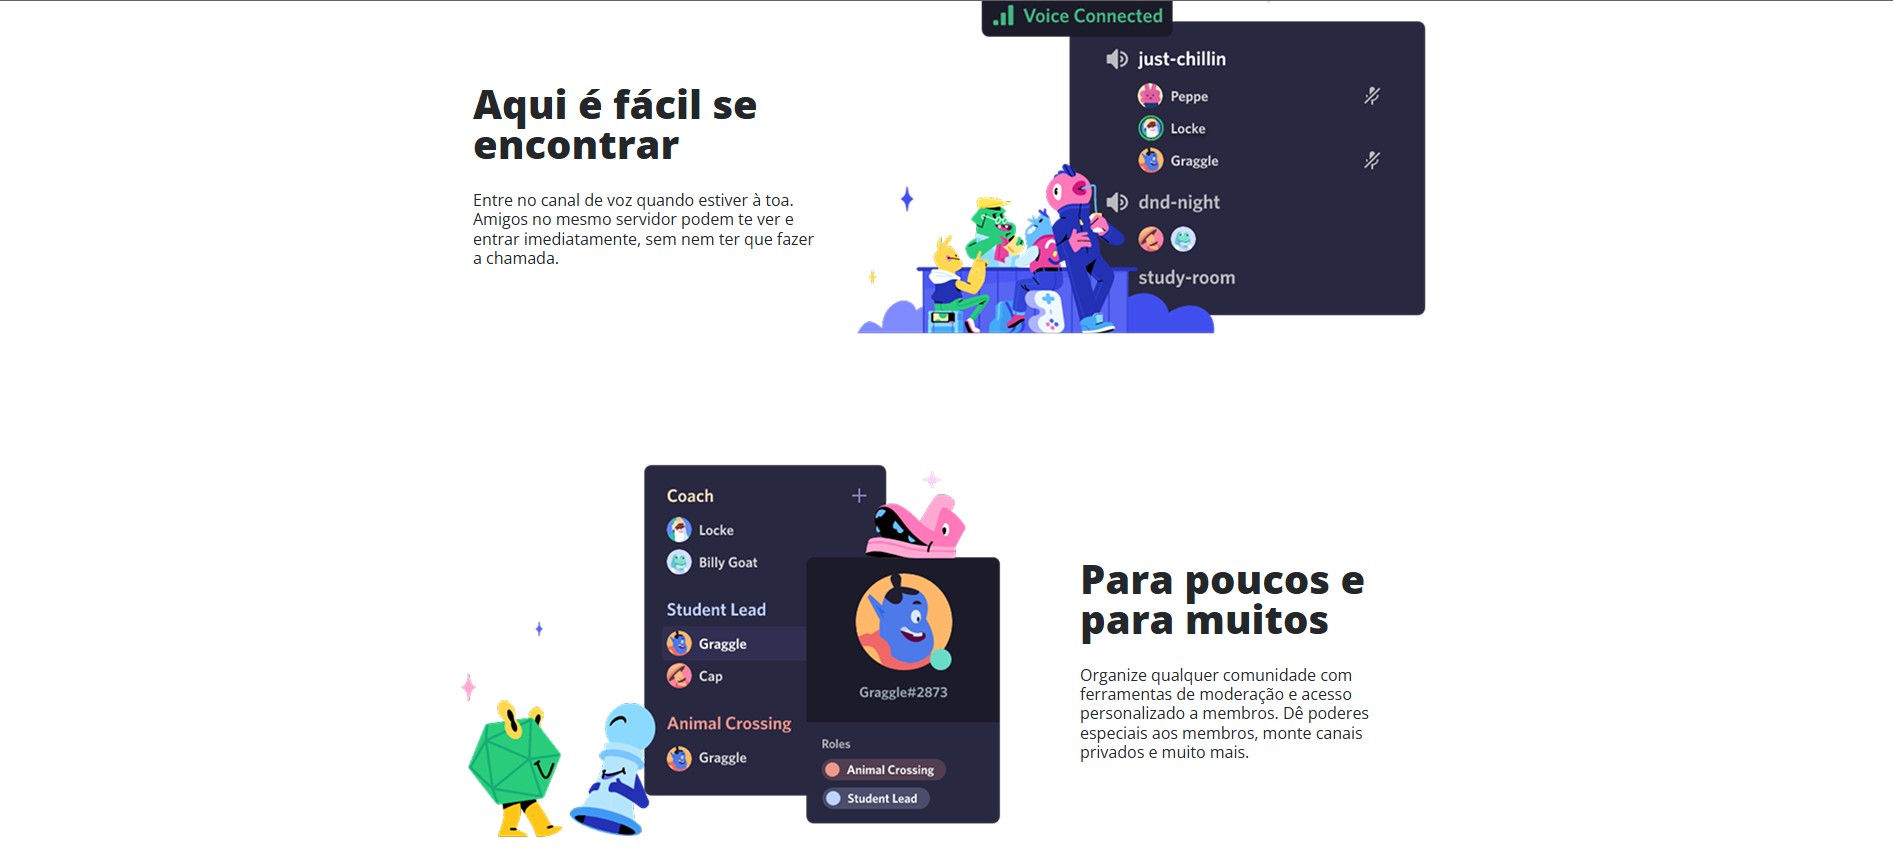 Voice Connected
Aqui é fácil se
encontrar
Entre no canal de voz quando estiver à toa.
Amigos no mesmo servidor podem te ver e
entrar imediatamente, sem nem ter que fazer
a chamada.
just-chillin
Peppe
Locke
Graggle
dnd-night
study-room
Coach
Locke
Billy Goat
Student Lead
Graggle
Cap
Animal Crossing
Graggle
Graggle#2873
Roles
Animal Crossing
Student Lead
Para poucos e
para muitos
Organize qualquer comunidade com
ferramentas de moderação e acesso
personalizado a membros. Dê poderes
especiais aos membros, monte canais
privados e muito mais.